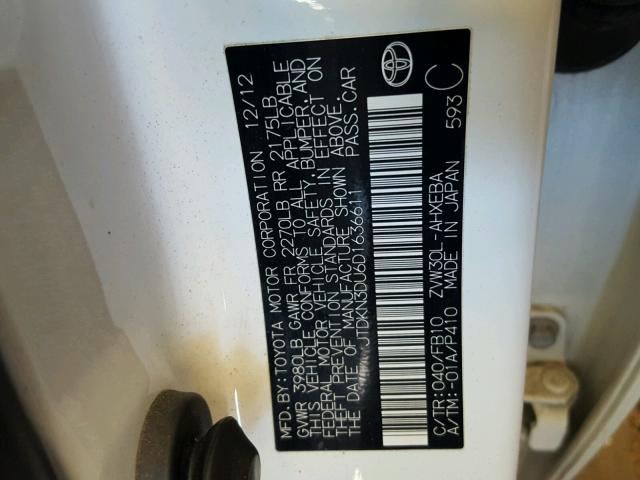 MFD.BY:TOYOTA MOTOR CORPORATION 12/12
GVWR 3980LB GAWR FR 2270LB RR 2175LB
THIS VEHICLE CONFORMS TO ALL APPLICABLE
FEDERAL MOTOR VEHICLE SAFETY,BUMPER,AND
THEFT PREVENTION STANDARDS IN EFFECT ON
THE DATE OF MANUFACTURE SHOWN ABOVE.
JTDKN3DU6D1636611 PASS.CAR
C/TR:040/FB10 ZVW30L-AHXEBA C
A/TM:-01A/P410 MADE IN JAPAN 593